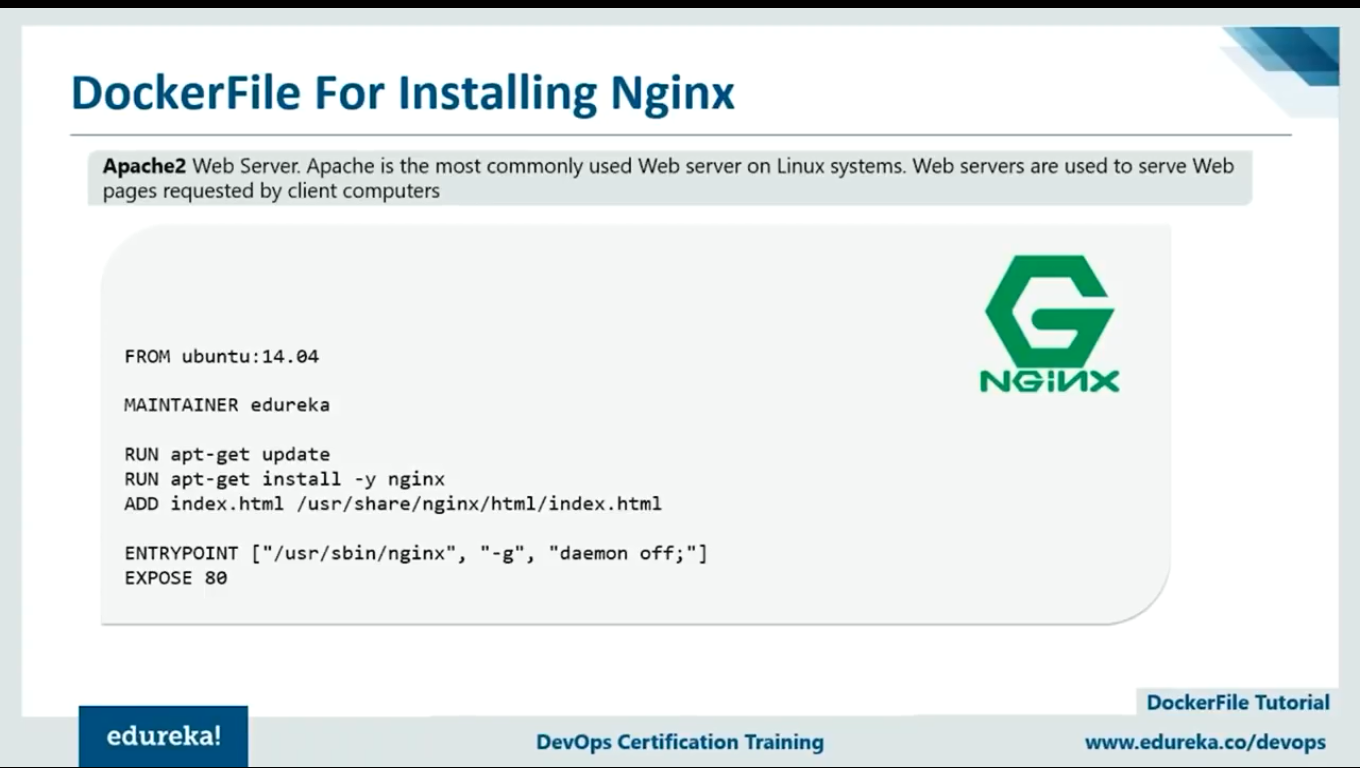 DockerFile For Installing Nginx
Apache2 Web Server. Apache is the most commonly used Web server on Linux systems. Web servers are used to serve Web
pages requested by client computers
NGiNX
FROM ubuntu:14.04
MAINTAINER edureka
RUN apt-get update
RUN apt-get install -y nginx
ADD index.html /usr/share/nginx/html/index.html
ENTRYPOINT ["/usr/sbin/nginx", "-g", "daemon off;"]
EXPOSE 80
DockerFile Tutorial
edureka!
DevOps Certification Training
www.edureka.co/devops